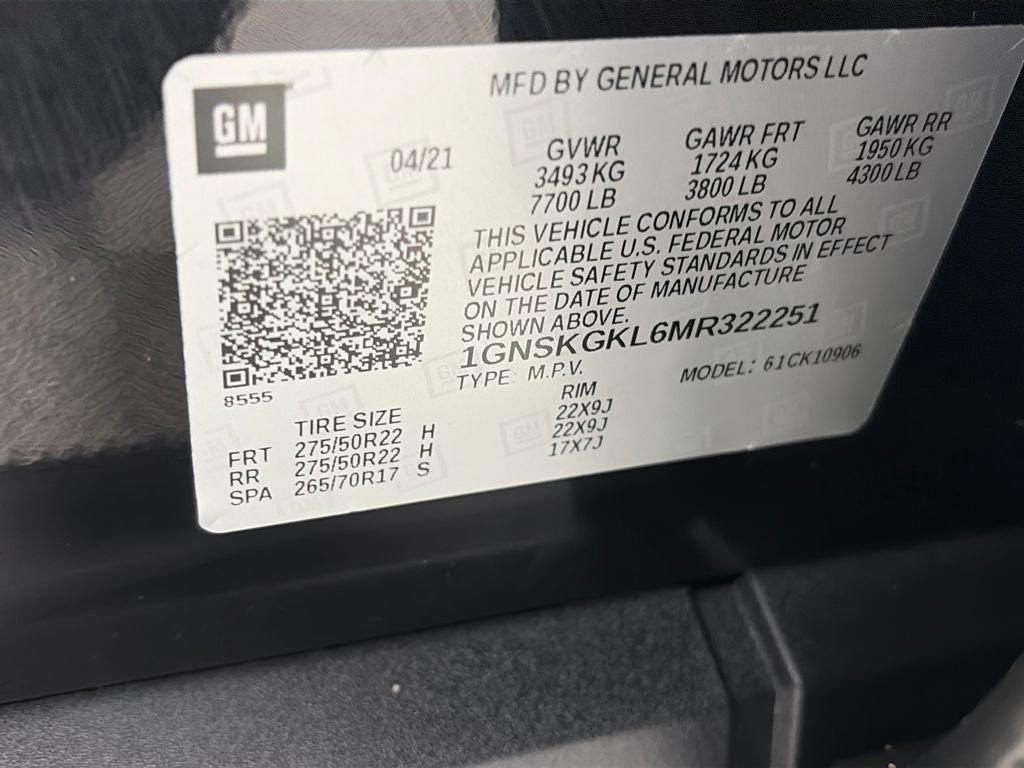 MFD BY GENERAL MOTORS LLC
GM
04/21
GVWR
3493 KG
7700 LB
GAWR FRT
1724 KG
3800 LB
GAWR RR
1950 KG
4300 LB
THIS VEHICLE CONFORMS TO ALL
APPLICABLE U.S. FEDERAL MOTOR
VEHICLE SAFETY STANDARDS IN EFFECT
ON THE DATE OF MANUFACTURE
SHOWN ABOVE.
1GNSKGKL6MR322251
TYPE: M.P.V.
MODEL: 61CK10906
8555
TIRE SIZE RIM
FRT 275/50R22 H 22X9J
RR 275/50R22 H 22X9J
SPA 265/70R17 S 17X7J